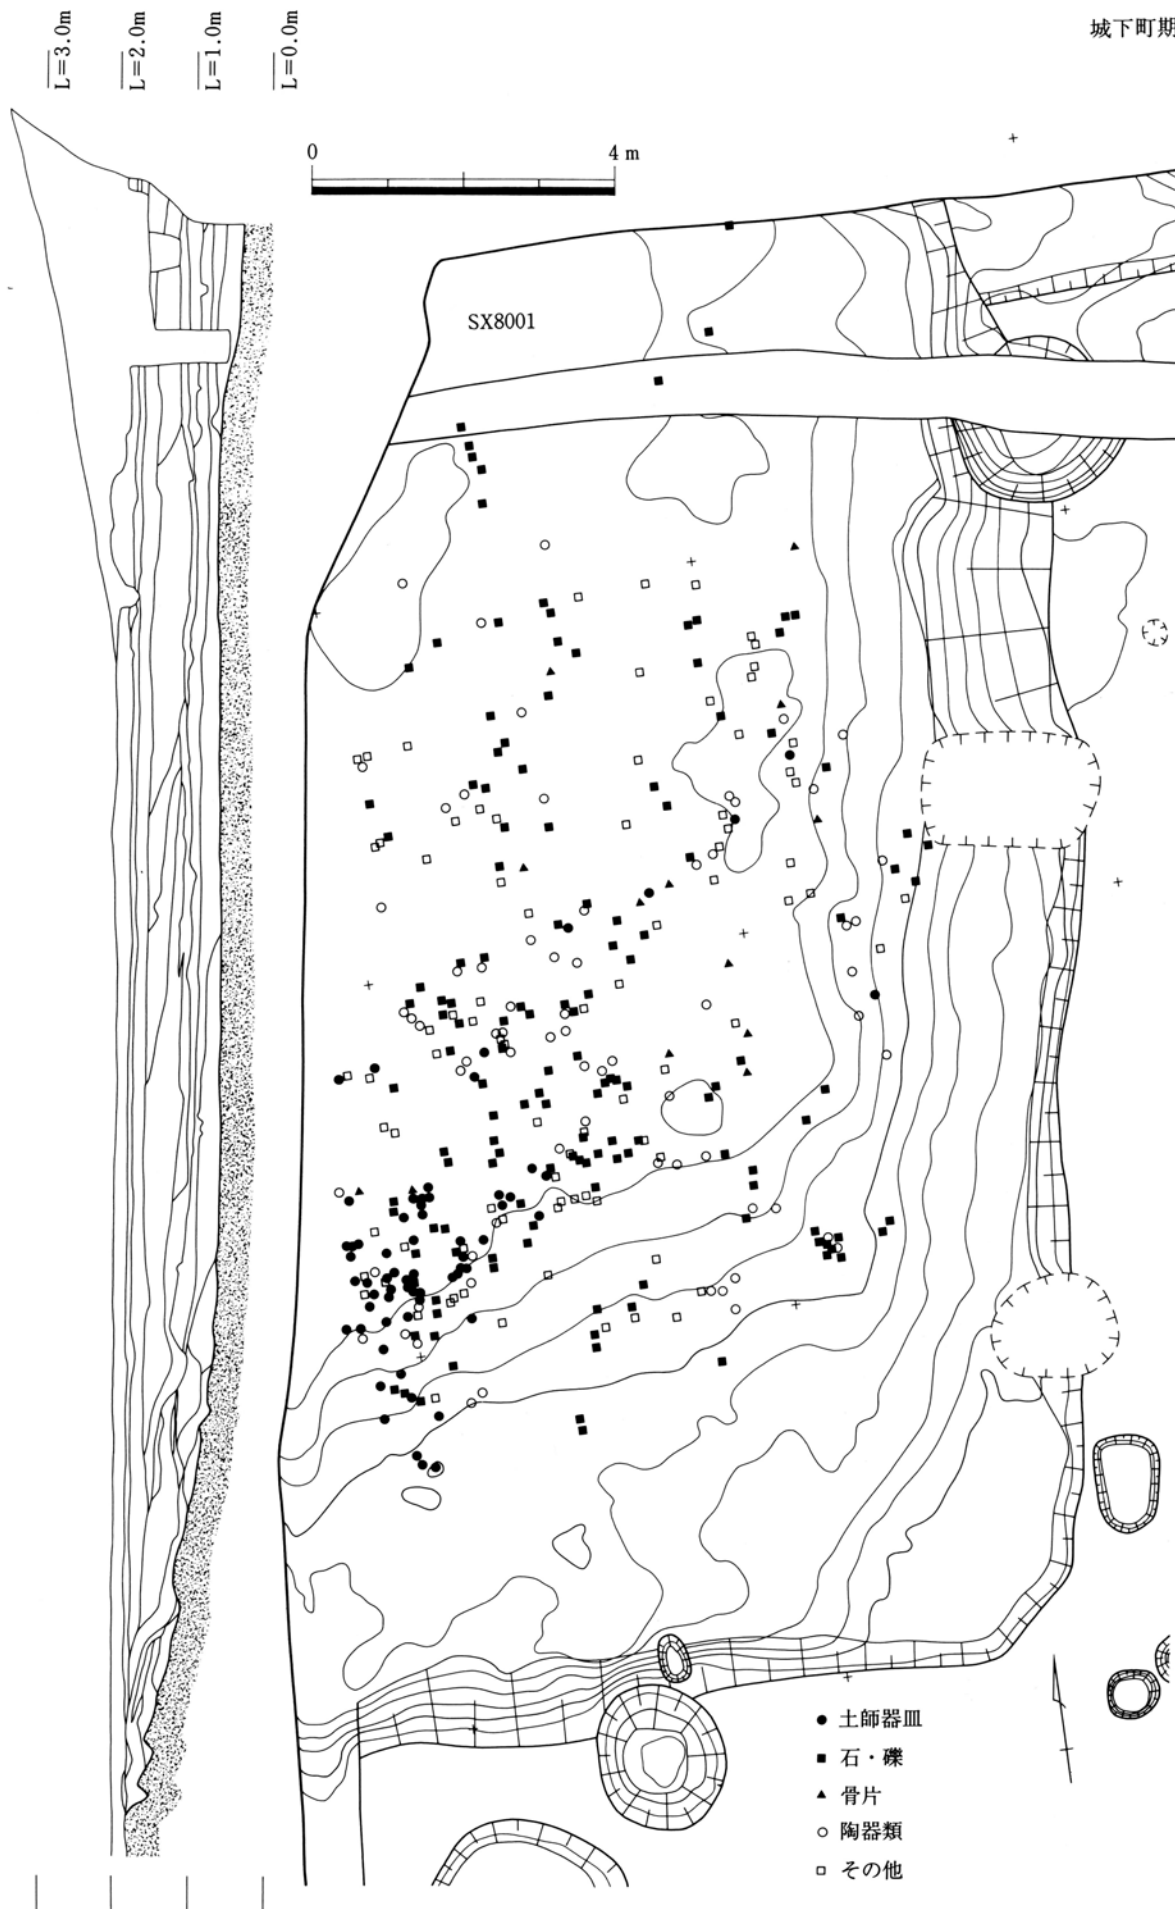 城下町期
L=3.0m
L=2.0m
L=1.0m
L=0.0m
0 4 m
SX8001
● 土師器皿
■ 石・礫
▲ 骨片
○ 陶器類
□ その他